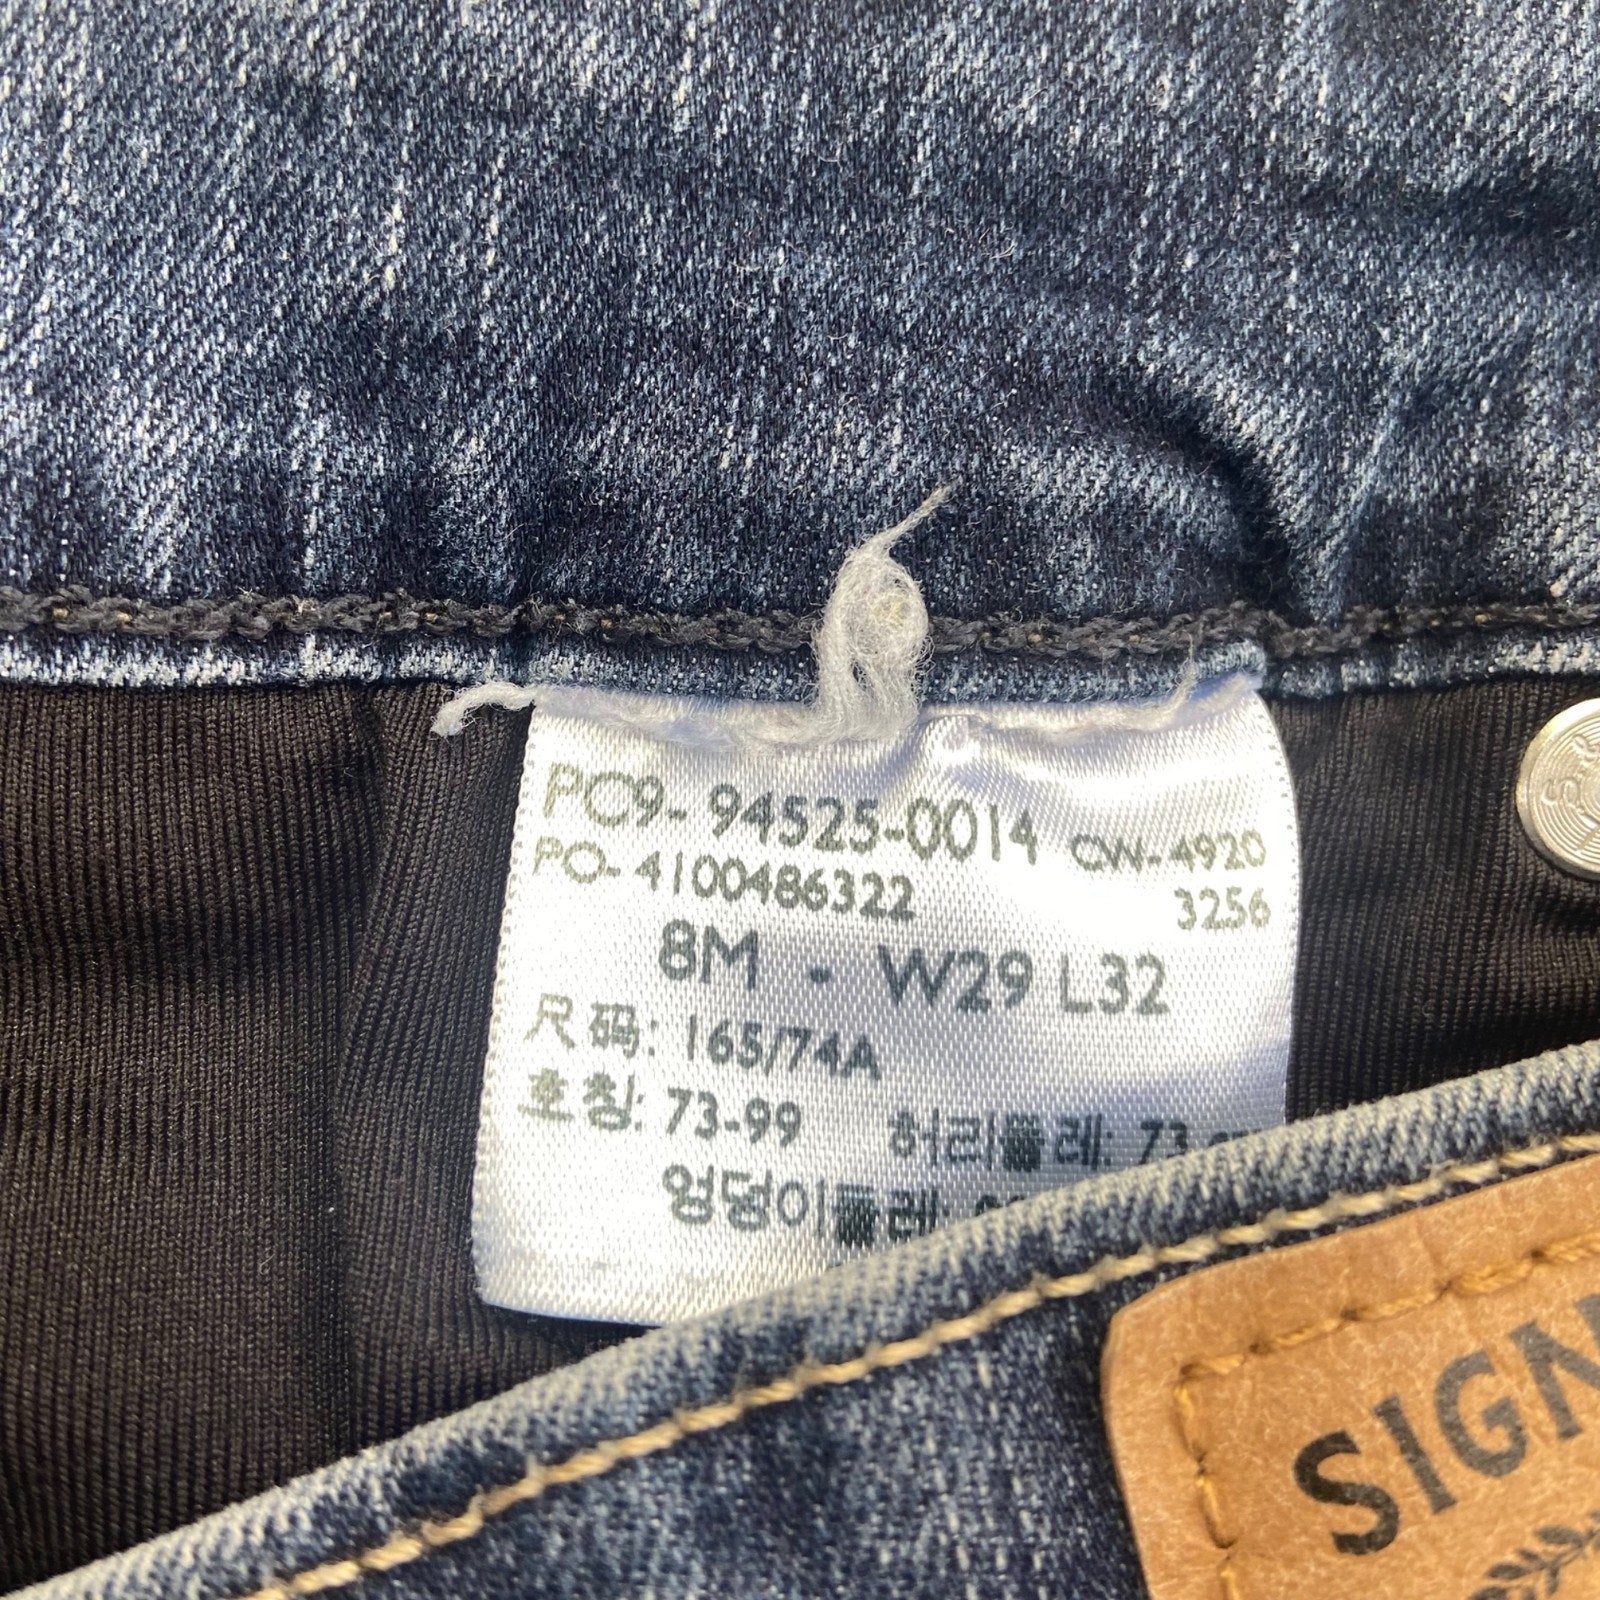 PC9-94525-0014 CW-4920
PO-4100486322 3256
8M • W29 L32
尺码: 165/74A
호칭: 73-99 허리둘레: 73
엉덩이둘레: